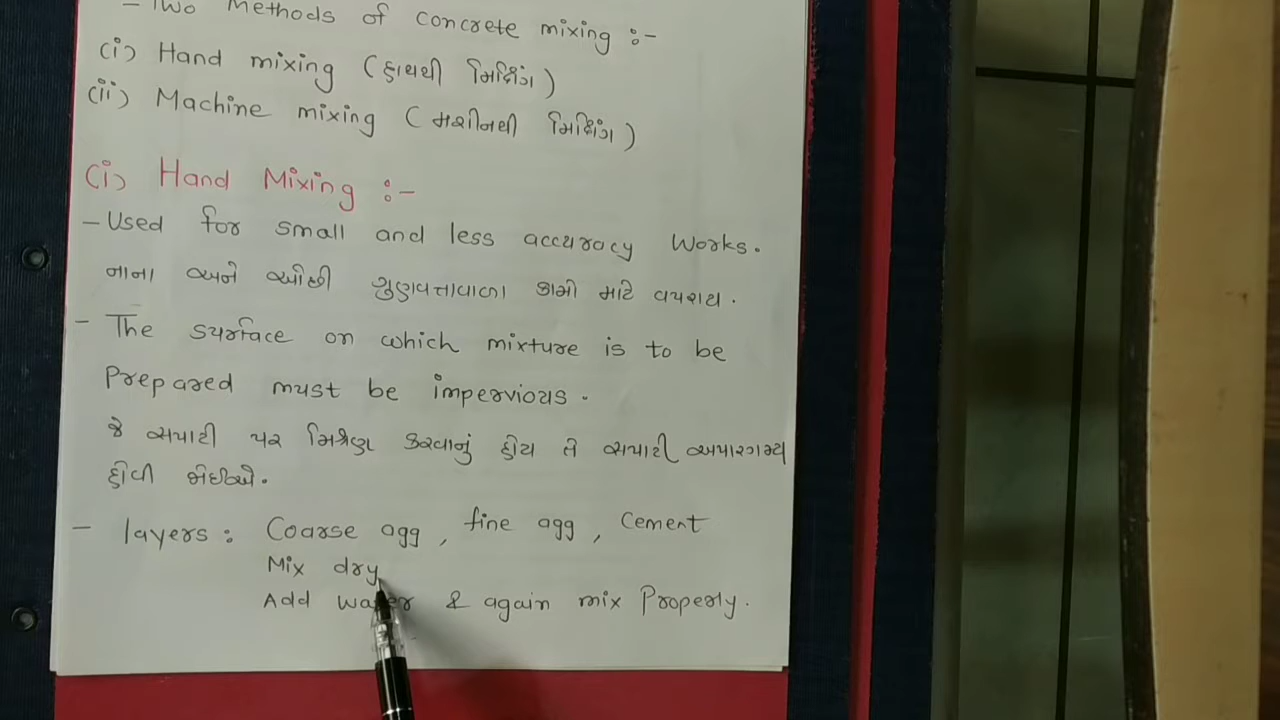 - Two Methods of concrete mixing :-
(i) Hand mixing (હાથથી મિક્ષિંગ)
(ii) Machine mixing (મશીનથી મિક્ષિંગ)
(i) Hand Mixing :-
- Used for small and less accuracy works.
નાના અને ઓછી ગુણવત્તાવાળા કામો માટે વપરાય.
- The surface on which mixture is to be
Prepared must be impervious.
જે સપાટી પર મિશ્રણ કરવાનું હોય તે સપાટી અપારગમ્ય
હોવી જોઈએ.
- layers : Coarse agg, fine agg, Cement
Mix dry
Add water & again mix Properly.